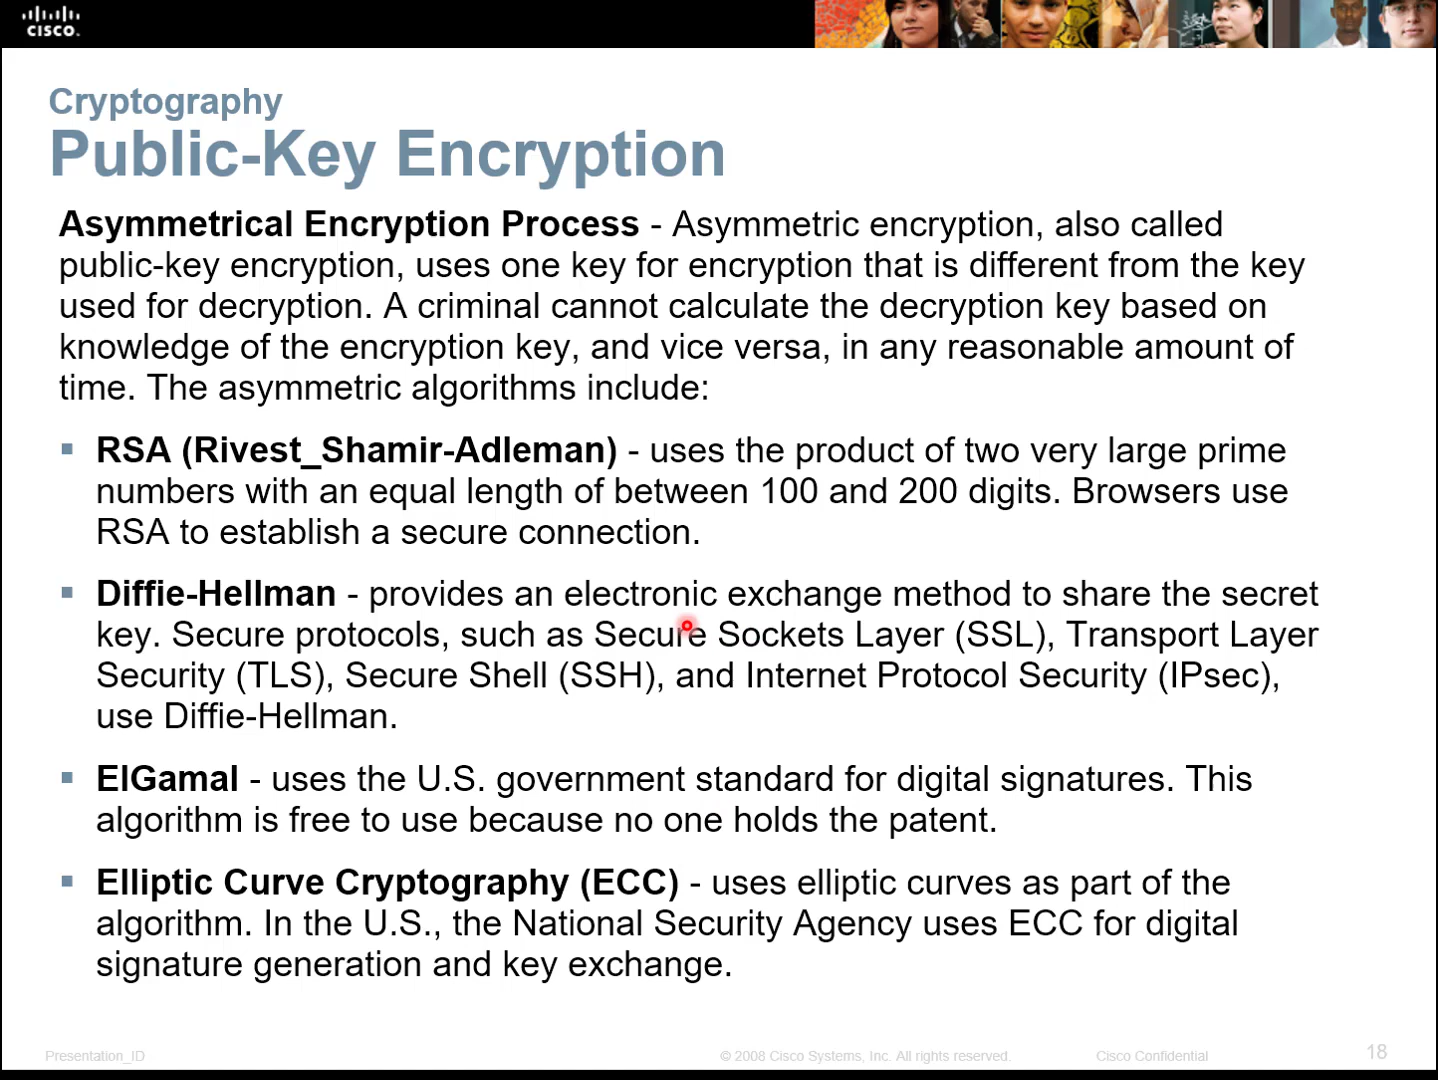 CISCO.
Cryptography
Public-Key Encryption
Asymmetrical Encryption Process - Asymmetric encryption, also called
public-key encryption, uses one key for encryption that is different from the key
used for decryption. A criminal cannot calculate the decryption key based on
knowledge of the encryption key, and vice versa, in any reasonable amount of
time. The asymmetric algorithms include:
▪ RSA (Rivest_Shamir-Adleman) - uses the product of two very large prime
numbers with an equal length of between 100 and 200 digits. Browsers use
RSA to establish a secure connection.
▪ Diffie-Hellman - provides an electronic exchange method to share the secret
key. Secure protocols, such as Secure Sockets Layer (SSL), Transport Layer
Security (TLS), Secure Shell (SSH), and Internet Protocol Security (IPsec),
use Diffie-Hellman.
▪ ElGamal - uses the U.S. government standard for digital signatures. This
algorithm is free to use because no one holds the patent.
▪ Elliptic Curve Cryptography (ECC) - uses elliptic curves as part of the
algorithm. In the U.S., the National Security Agency uses ECC for digital
signature generation and key exchange.
Presentation_ID © 2008 Cisco Systems, Inc. All rights reserved. Cisco Confidential 18